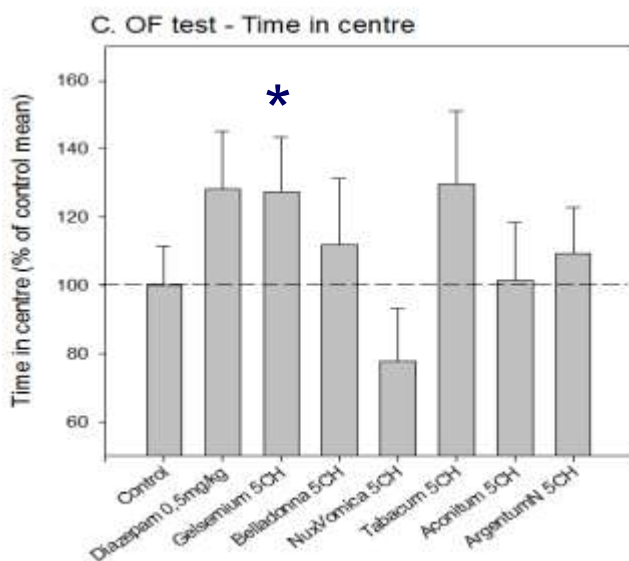 C. OF test - Time in centre
*
Time in centre (% of control mean)
160
140
120
100
80
60
Control
Diazepam 0,5mg/kg
Gelsemium 5CH
Belladonna 5CH
NuxVomica 5CH
Tabacum 5CH
Aconitum 5CH
ArgentumN 5CH